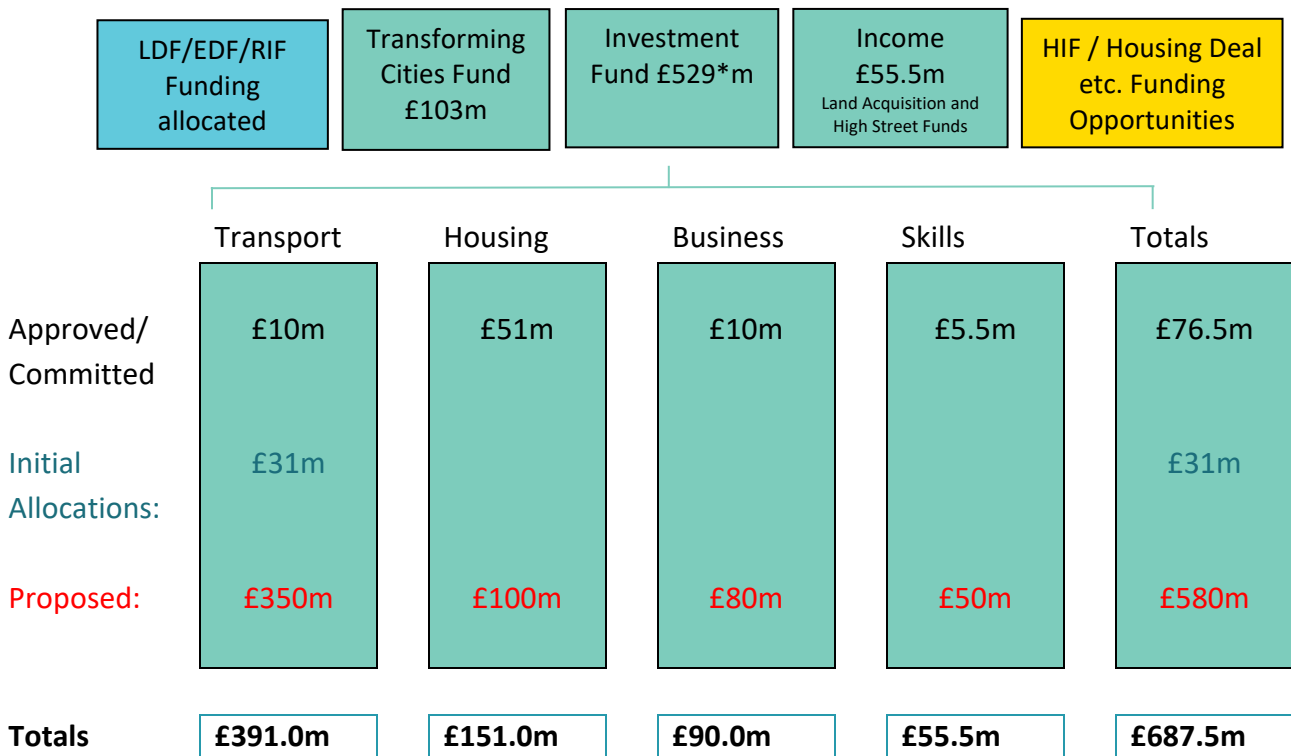 LDF/EDF/RIF
Funding
allocated
Transforming
Cities Fund
£103m
Investment
Fund £529*m
Income
£55.5m
Land Acquisition and
High Street Funds
HIF / Housing Deal
etc. Funding
Opportunities
Transport Housing Business Skills Totals
Approved/
Committed
£10m £51m £10m £5.5m £76.5m
Initial
Allocations:
£31m £31m
Proposed: £350m £100m £80m £50m £580m
Totals £391.0m £151.0m £90.0m £55.5m £687.5m